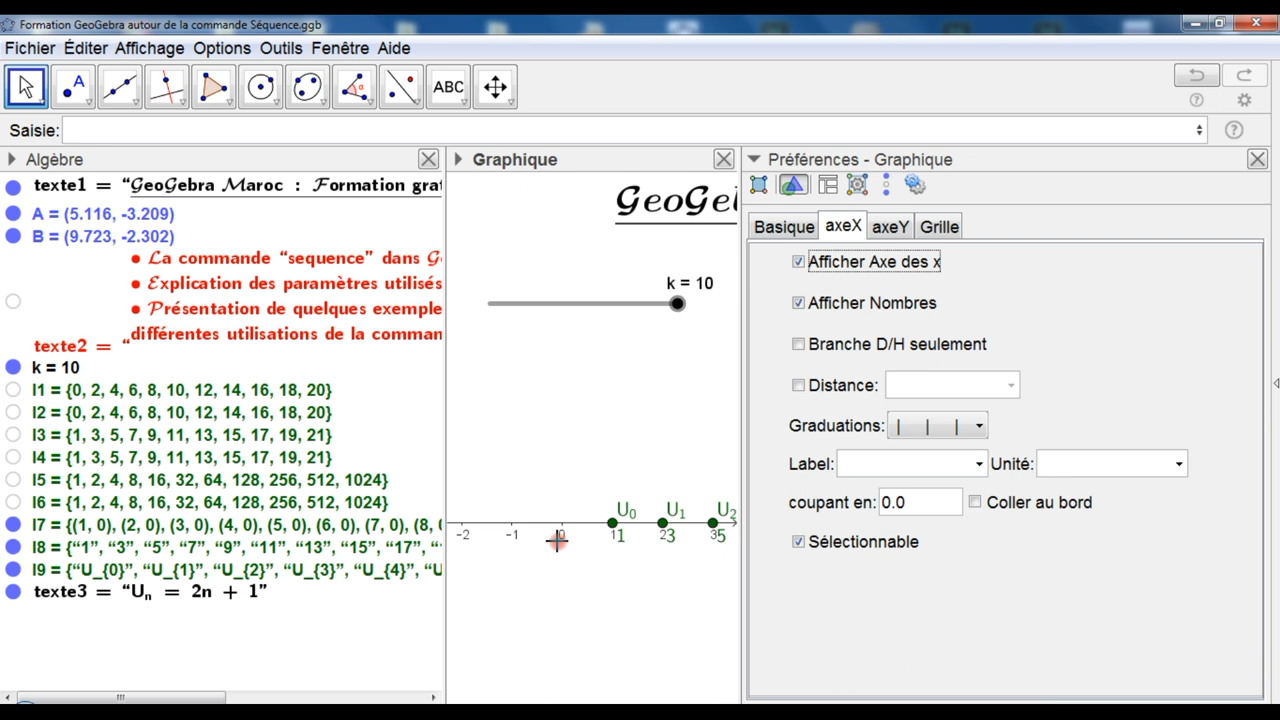 Formation GeoGebra autour de la commande Séquence.ggb
Fichier Éditer Affichage Options Outils Fenêtre Aide
A
α
ABC
Saisie:
Algèbre
texte1 = “GeoGebra Maroc : Formation grat
A = (5.116, -3.209)
B = (9.723, -2.302)
• La commande “sequence” dans G
• Explication des paramètres utilisés
• Présentation de quelques exemple
différentes utilisations de la comman
texte2 = “
k = 10
l1 = {0, 2, 4, 6, 8, 10, 12, 14, 16, 18, 20}
l2 = {0, 2, 4, 6, 8, 10, 12, 14, 16, 18, 20}
l3 = {1, 3, 5, 7, 9, 11, 13, 15, 17, 19, 21}
l4 = {1, 3, 5, 7, 9, 11, 13, 15, 17, 19, 21}
l5 = {1, 2, 4, 8, 16, 32, 64, 128, 256, 512, 1024}
l6 = {1, 2, 4, 8, 16, 32, 64, 128, 256, 512, 1024}
l7 = {(1, 0), (2, 0), (3, 0), (4, 0), (5, 0), (6, 0), (7, 0), (8, 0
l8 = {“1”, “3”, “5”, “7”, “9”, “11”, “13”, “15”, “17”, “
l9 = {“U_{0}”, “U_{1}”, “U_{2}”, “U_{3}”, “U_{4}”, “U
texte3 = “Uₙ = 2n + 1”
Graphique
GeoGe
k = 10
U₀ U₁ U₂
-2 -1 0 1 1 2 3 3 5
Préférences - Graphique
Basique axeX axeY Grille
Afficher Axe des x
Afficher Nombres
Branche D/H seulement
Distance:
Graduations: | | |
Label: Unité:
coupant en: 0.0 Coller au bord
Sélectionnable